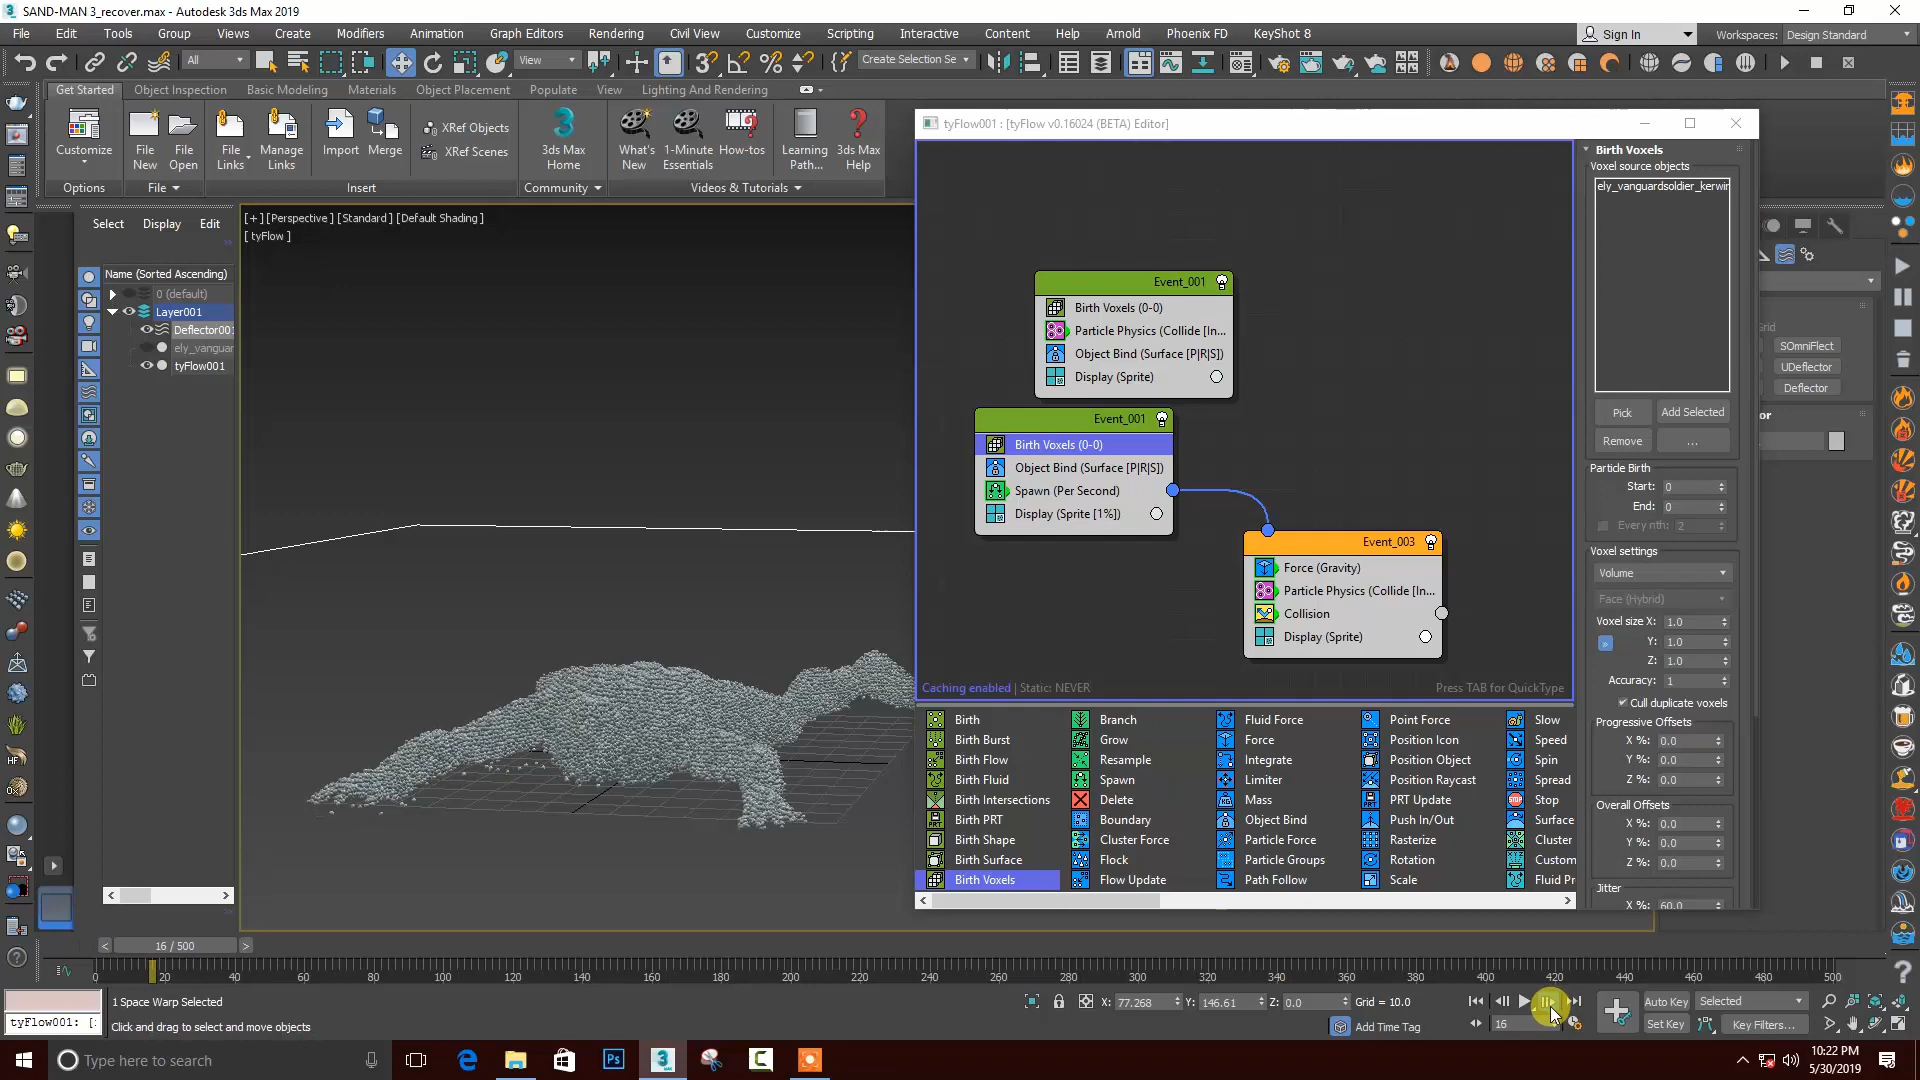 SAND-MAN 3_recover.max - Autodesk 3ds Max 2019
File Edit Tools Group Views Create Modifiers Animation Graph Editors Rendering Civil View Customize Scripting Interactive Content Help Arnold Phoenix FD KeyShot 8 Sign In Workspaces: Design Standard
All View Create Selection Se
Get Started Object Inspection Basic Modeling Materials Object Placement Populate View Lighting And Rendering
Customize File New File Open File Links Manage Links Import Merge XRef Objects XRef Scenes 3ds Max Home What's New 1-Minute Essentials How-tos Learning Path... 3ds Max Help
Options File Insert Community Videos & Tutorials
Select Display Edit
Name (Sorted Ascending)
0 (default)
Layer001
Deflector001
ely_vanguar
tyFlow001
[+] [Perspective] [Standard] [Default Shading]
[ tyFlow ]
tyFlow001 : [tyFlow v0.16024 (BETA) Editor]
Event_001
Birth Voxels (0-0)
Particle Physics (Collide [In...
Object Bind (Surface [P|R|S])
Display (Sprite)
Event_001
Birth Voxels (0-0)
Object Bind (Surface [P|R|S])
Spawn (Per Second)
Display (Sprite [1%])
Event_003
Force (Gravity)
Particle Physics (Collide [In...
Collision
Display (Sprite)
Caching enabled | Static: NEVER
Press TAB for QuickType
Birth Branch Fluid Force Point Force Slow
Birth Burst Grow Force Position Icon Speed
Birth Flow Resample Integrate Position Object Spin
Birth Fluid Spawn Limiter Position Raycast Spread
Birth Intersections Delete Mass PRT Update Stop
Birth PRT Boundary Object Bind Push In/Out Surface
Birth Shape Cluster Force Particle Force Rasterize Cluster
Birth Surface Flock Particle Groups Rotation Custom
Birth Voxels Flow Update Path Follow Scale Fluid Pr
Birth Voxels
Voxel source objects
ely_vanguardsoldier_kerwir
Pick Add Selected
Remove ...
Particle Birth
Start: 0
End: 0
Every nth: 2
Voxel settings
Volume
Face (Hybrid)
Voxel size X: 1.0
Y: 1.0
Z: 1.0
Accuracy: 1
Cull duplicate voxels
Progressive Offsets
X %: 0.0
Y %: 0.0
Z %: 0.0
Overall Offsets
X %: 0.0
Y %: 0.0
Z %: 0.0
Jitter
X %: 60.0
rid
SOmniFlect
UDeflector
Deflector
or
16 / 500
0 20 40 60 80 100 120 140 160 180 200 220 240 260 280 300 320 340 360 380 400 420 440 460 480 500
1 Space Warp Selected
X: 77.268 Y: 146.61 Z: 0.0 Grid = 10.0
Auto Key Selected
tyFlow001: [:
Click and drag to select and move objects
Add Time Tag
16
Set Key Key Filters...
Type here to search
10:22 PM
5/30/2019